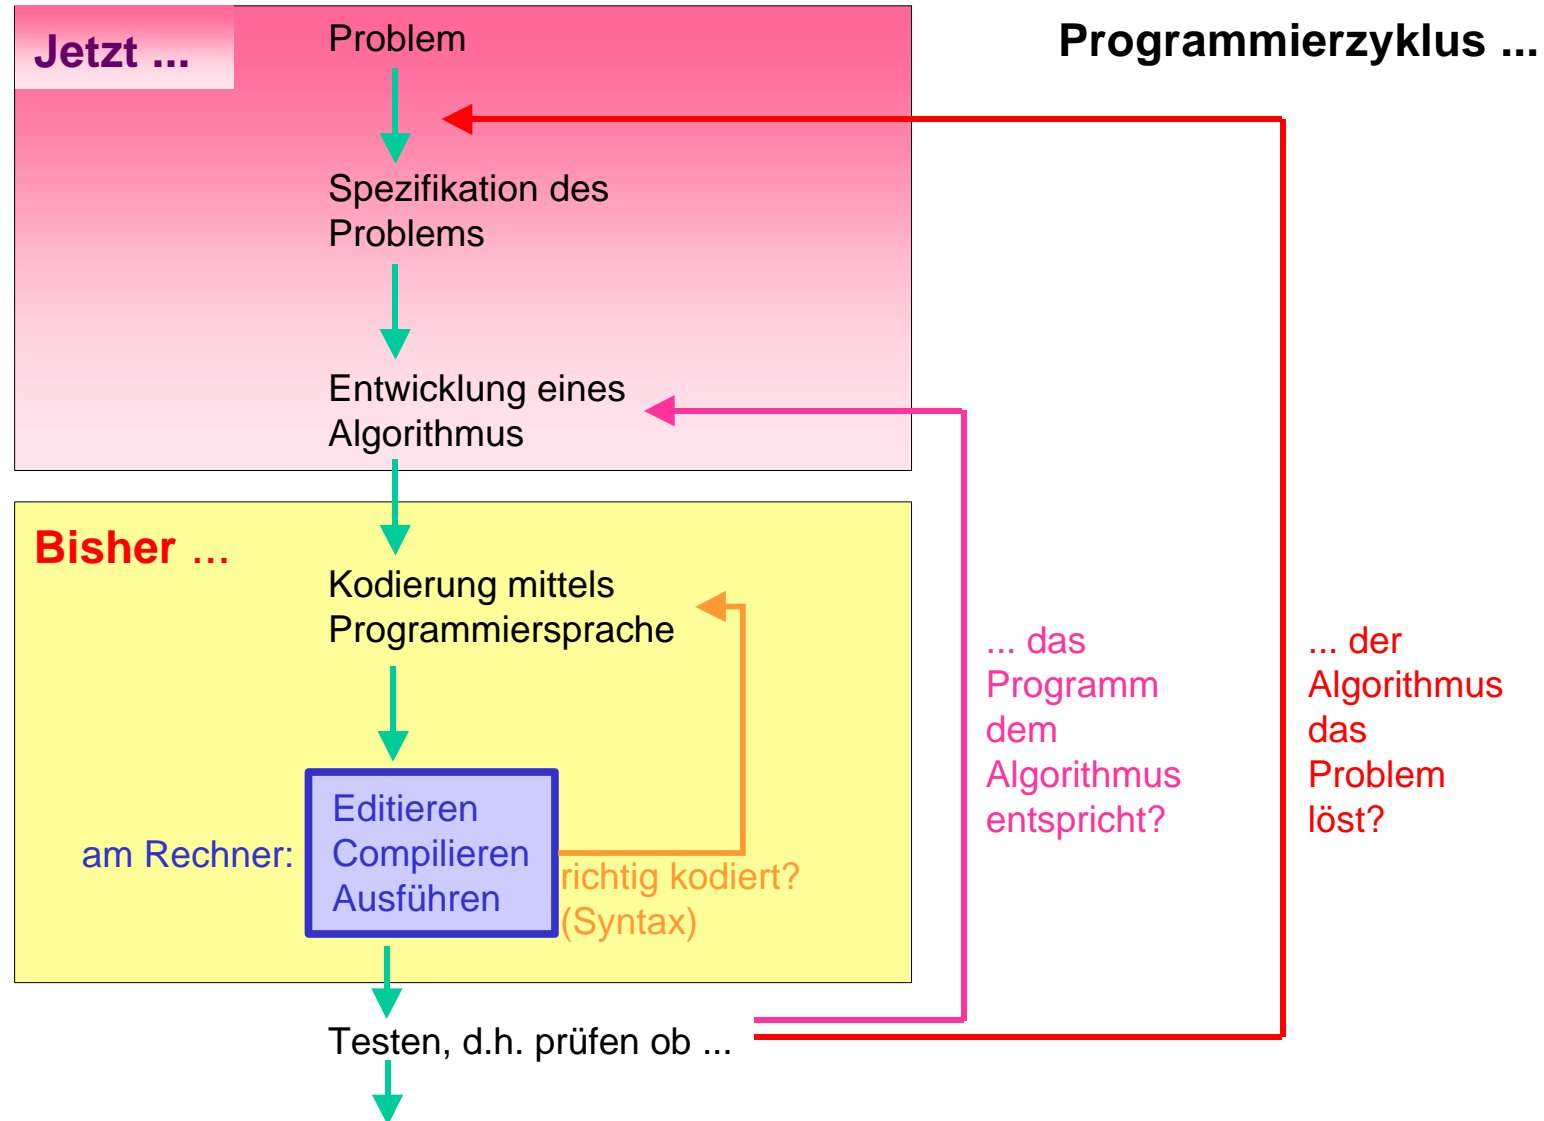 Programmierzyklus ...
Jetzt ...
Problem
Spezifikation des
Problems
Entwicklung eines
Algorithmus
Bisher ...
Kodierung mittels
Programmiersprache
am Rechner:
Editieren
Compilieren
Ausführen
richtig kodiert?
(Syntax)
Testen, d.h. prüfen ob ...
... das
Programm
dem
Algorithmus
entspricht?
... der
Algorithmus
das
Problem
löst?